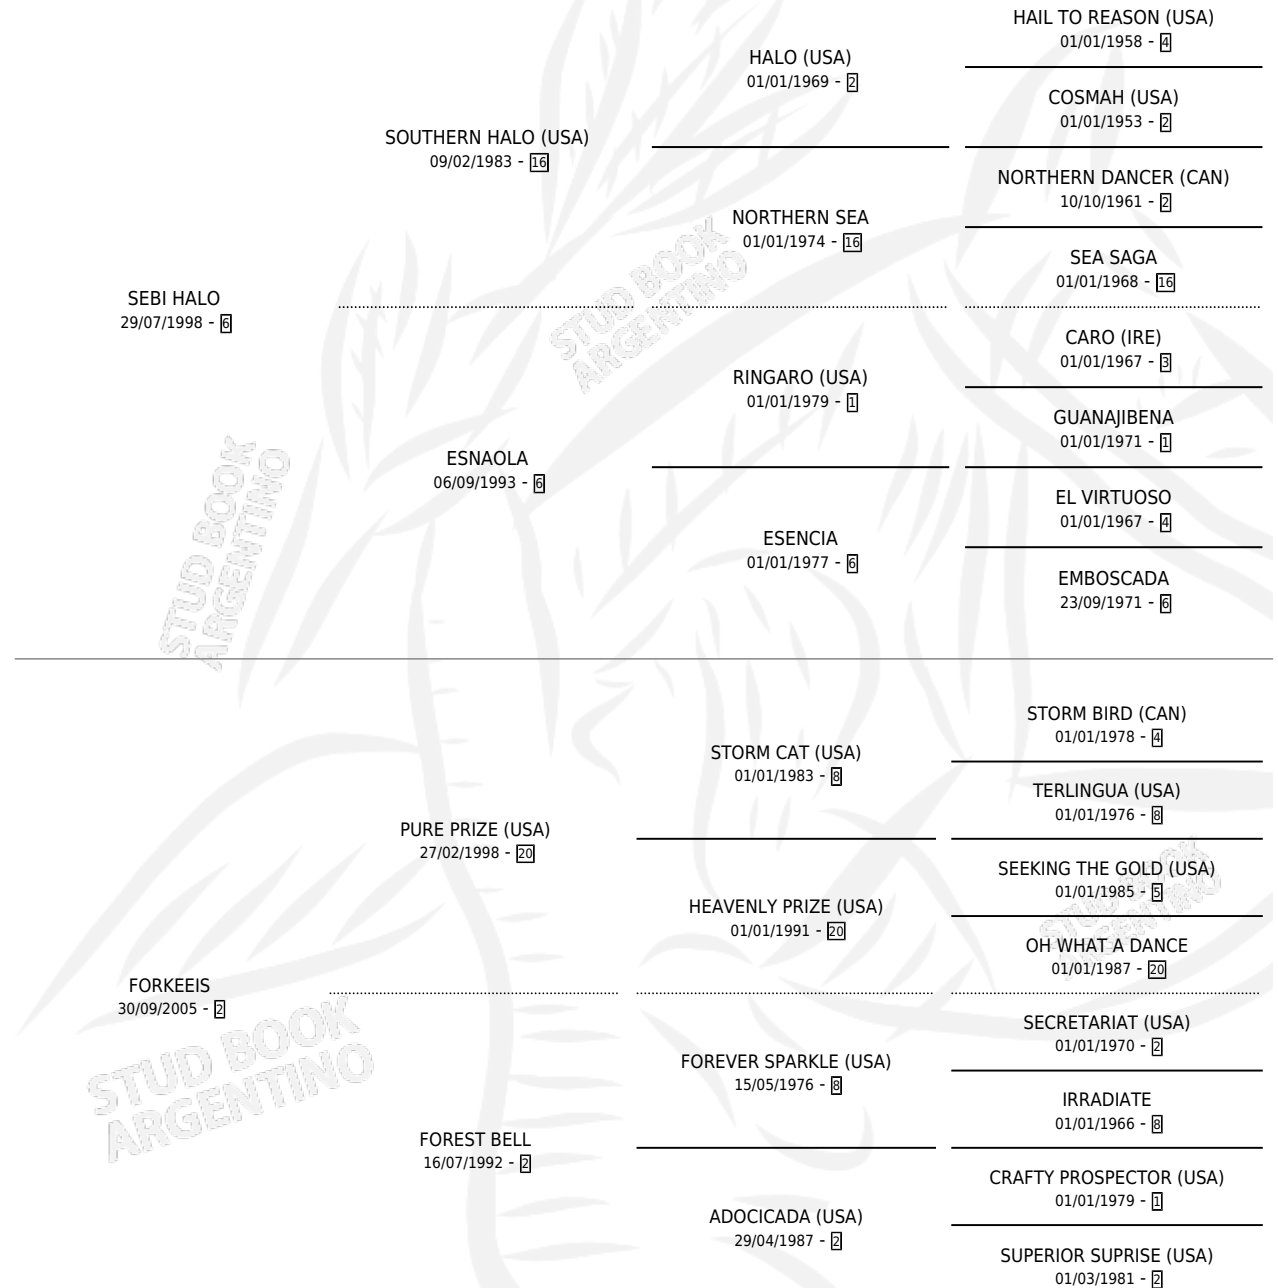 HAIL TO REASON (USA)
01/01/1958 - 4
HALO (USA)
01/01/1969 - 2
COSMAH (USA)
01/01/1953 - 2
SOUTHERN HALO (USA)
09/02/1983 - 16
NORTHERN DANCER (CAN)
10/10/1961 - 2
NORTHERN SEA
01/01/1974 - 16
SEA SAGA
01/01/1968 - 16
SEBI HALO
29/07/1998 - 6
CARO (IRE)
01/01/1967 - 3
RINGARO (USA)
01/01/1979 - 1
GUANAJIBENA
01/01/1971 - 1
ESNAOLA
06/09/1993 - 6
EL VIRTUOSO
01/01/1967 - 4
ESENCIA
01/01/1977 - 6
EMBOSCADA
23/09/1971 - 6
STORM BIRD (CAN)
01/01/1978 - 4
STORM CAT (USA)
01/01/1983 - 8
TERLINGUA (USA)
01/01/1976 - 8
PURE PRIZE (USA)
27/02/1998 - 20
SEEKING THE GOLD (USA)
01/01/1985 - 5
HEAVENLY PRIZE (USA)
01/01/1991 - 20
OH WHAT A DANCE
01/01/1987 - 20
FORKEEIS
30/09/2005 - 2
SECRETARIAT (USA)
01/01/1970 - 2
FOREVER SPARKLE (USA)
15/05/1976 - 8
IRRADIATE
01/01/1966 - 8
FOREST BELL
16/07/1992 - 2
CRAFTY PROSPECTOR (USA)
01/01/1979 - 1
ADOCICADA (USA)
29/04/1987 - 2
SUPERIOR SUPRISE (USA)
01/03/1981 - 2
STUD BOOK
ARGENTINO
STUD BOOK
ARGENTINO
STUD BOOK
ARGENTINO
STUD BOOK
ARGENTINO